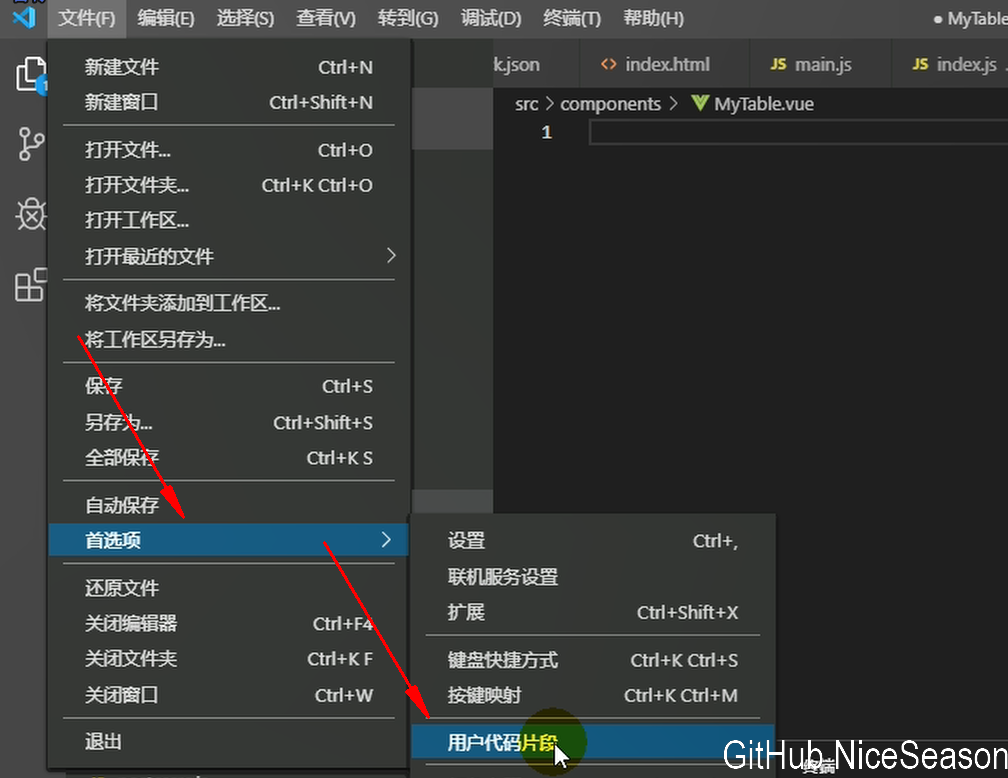 文件(F) 编辑(E) 选择(S) 查看(V) 转到(G) 调试(D) 终端(T) 帮助(H) ● MyTable
k.json <> index.html JS main.js JS index.js
src > components > MyTable.vue
1
1
新建文件 Ctrl+N
新建窗口 Ctrl+Shift+N
打开文件... Ctrl+O
打开文件夹... Ctrl+K Ctrl+O
打开工作区...
打开最近的文件 >
将文件夹添加到工作区...
将工作区另存为...
保存 Ctrl+S
另存为... Ctrl+Shift+S
全部保存 Ctrl+K S
自动保存
首选项 >
还原文件
关闭编辑器 Ctrl+F4
关闭文件夹 Ctrl+K F
关闭窗口 Ctrl+W
退出
设置 Ctrl+,
联机服务设置
扩展 Ctrl+Shift+X
键盘快捷方式 Ctrl+K Ctrl+S
按键映射 Ctrl+K Ctrl+M
用户代码片段
GitHub NiceSeason
终端